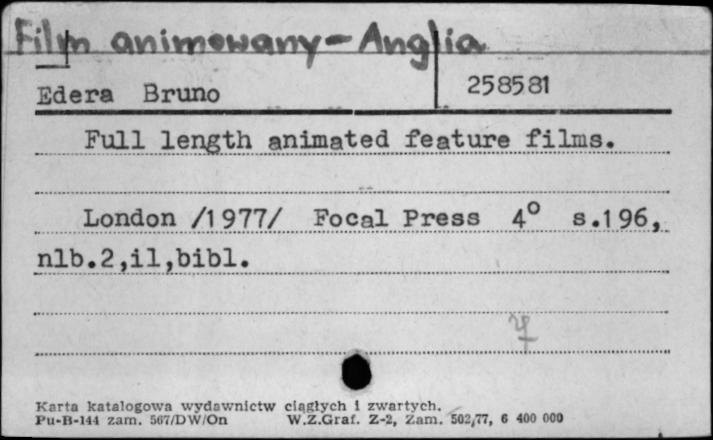 Film animowany - Anglia
Edera Bruno 258581
Full length animated feature films.
London /1977/ Focal Press 4° s.196,
nlb.2,il,bibl.
Karta katalogowa wydawnictw ciągłych i zwartych.
Pu-B-144 zam. 567/DW/On W.Z.Graf. Z-2, Zam. 502/77, 6 400 000